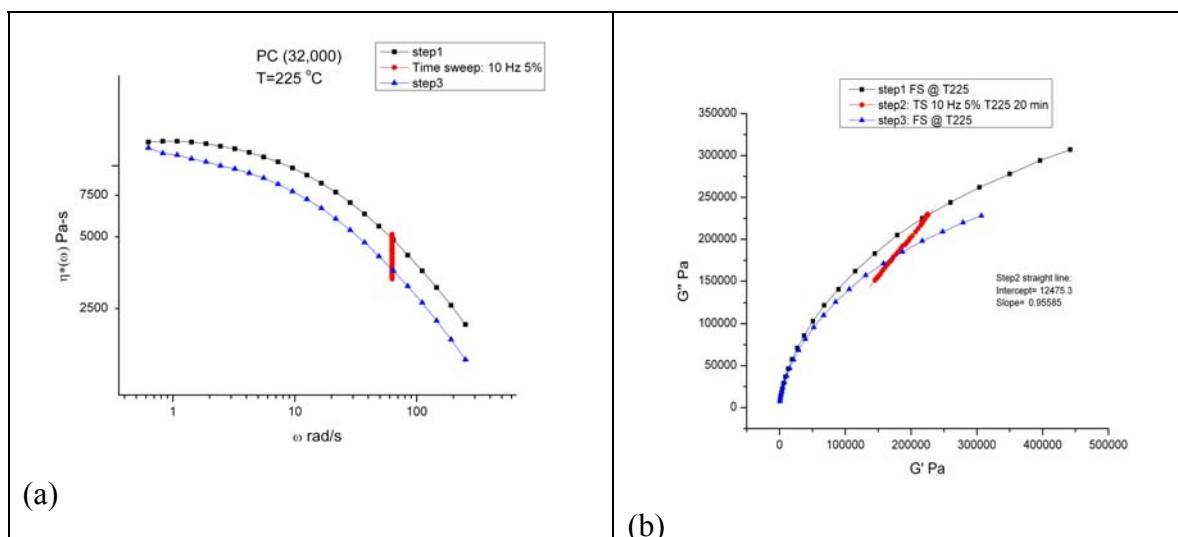 PC (32,000)
T=225 °C
step1
Time sweep: 10 Hz 5%
step3
7500
5000
2500
η*(ω) Pa-s
1
10
100
ω rad/s
(a)
step1 FS @ T225
step2: TS 10 Hz 5% T225 20 min
step3: FS @ T225
350000
300000
250000
200000
150000
100000
50000
0
G'' Pa
Step2 straight line:
Intercept= 12475.3
Slope= 0.95585
0
100000
200000
300000
400000
500000
G' Pa
(b)